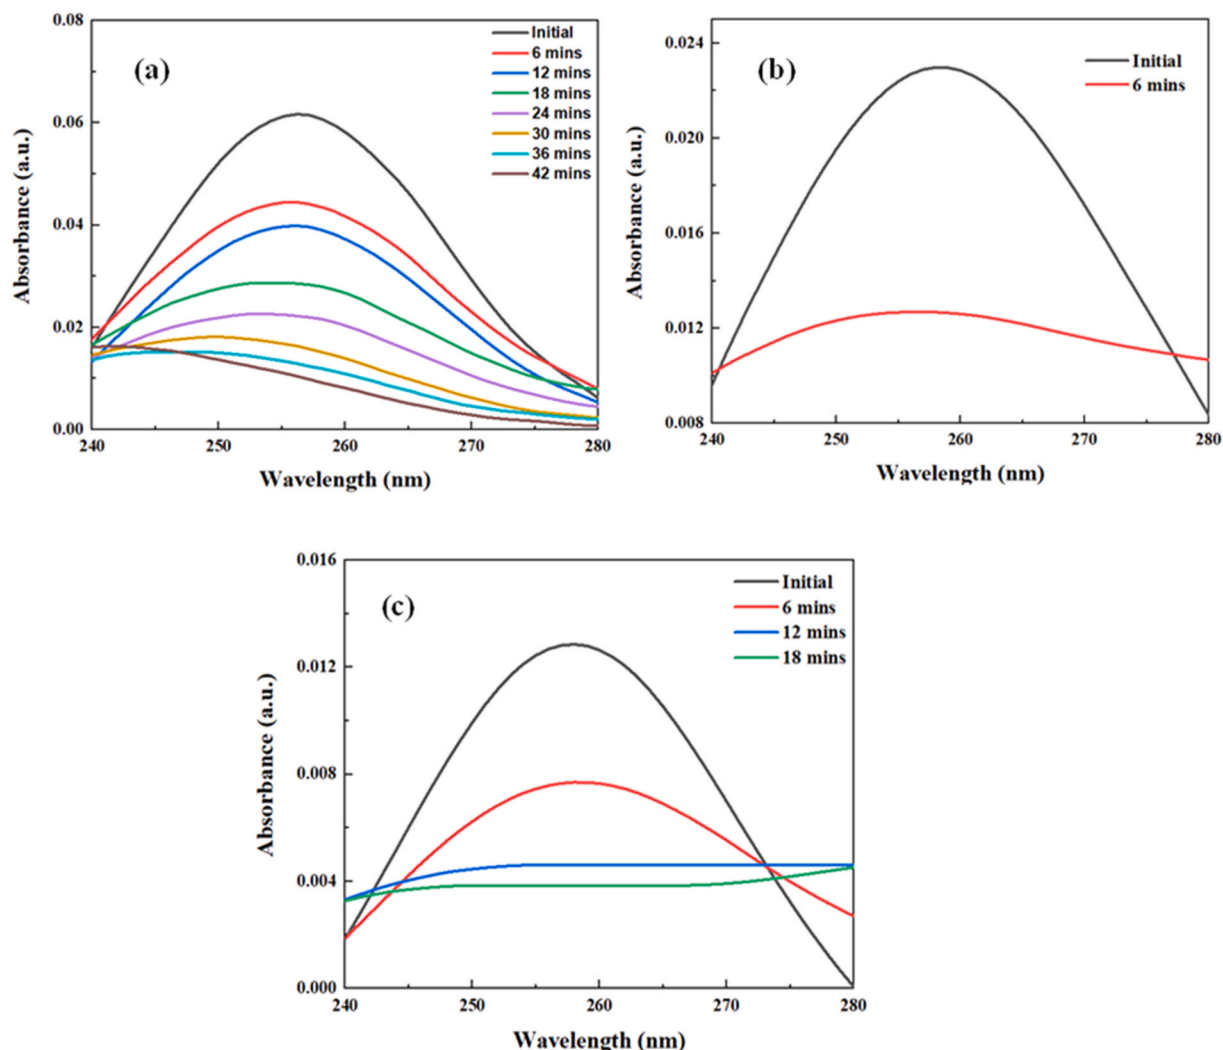 (a)
Absorbance (a.u.)
0.08
0.06
0.04
0.02
0.00
240 250 260 270 280
Wavelength (nm)
Initial
6 mins
12 mins
18 mins
24 mins
30 mins
36 mins
42 mins
(b)
Absorbance (a.u.)
0.024
0.020
0.016
0.012
0.008
240 250 260 270 280
Wavelength (nm)
Initial
6 mins
(c)
Absorbance (a.u.)
0.016
0.012
0.008
0.004
0.000
240 250 260 270 280
Wavelength (nm)
Initial
6 mins
12 mins
18 mins